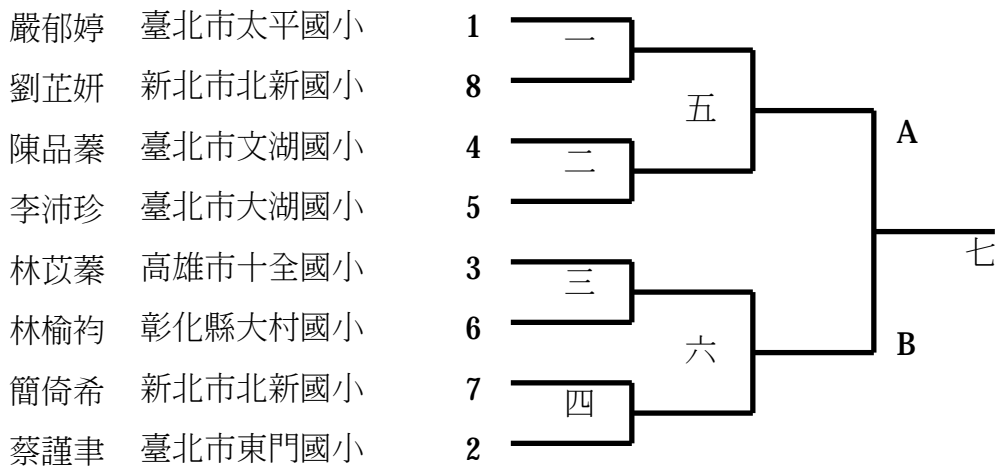 嚴郁婷 臺北市太平國小 1
一
劉芷妍 新北市北新國小 8
五
A
陳品蓁 臺北市文湖國小 4
二
李沛珍 臺北市大湖國小 5
七
林苡蓁 高雄市十全國小 3
三
林榆袀 彰化縣大村國小 6
六
B
簡倚希 新北市北新國小 7
四
蔡謹聿 臺北市東門國小 2